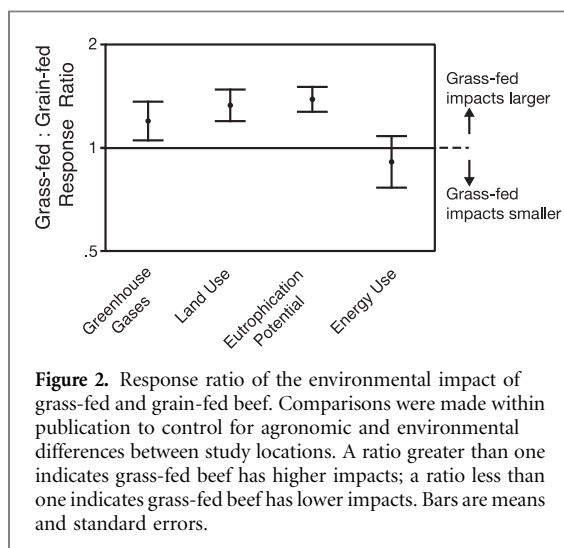 2
Grass-fed : Grain-fed
Response Ratio
1
.5
Grass-fed
impacts larger
Grass-fed
impacts smaller
Greenhouse
Gases
Land Use
Eutrophication
Potential
Energy Use
Figure 2. Response ratio of the environmental impact of
grass-fed and grain-fed beef. Comparisons were made within
publication to control for agronomic and environmental
differences between study locations. A ratio greater than one
indicates grass-fed beef has higher impacts; a ratio less than
one indicates grass-fed beef has lower impacts. Bars are means
and standard errors.